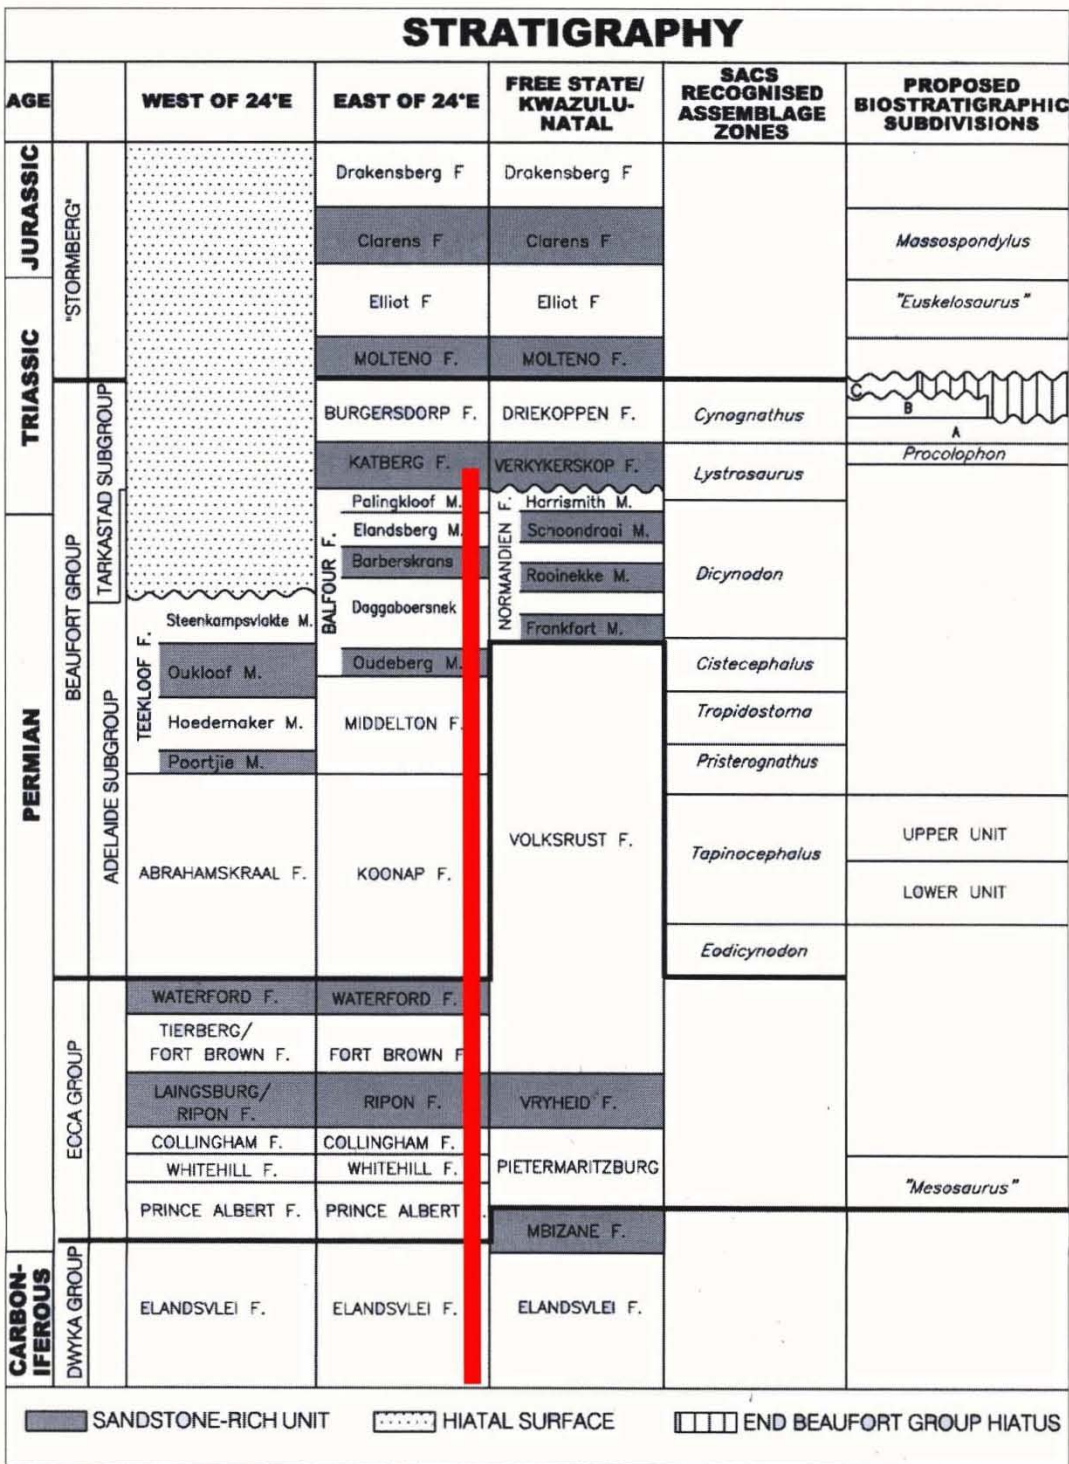 STRATIGRAPHY
AGE
WEST OF 24°E
EAST OF 24°E
FREE STATE/
KWAZULU-
NATAL
SACS
RECOGNISED
ASSEMBLAGE
ZONES
PROPOSED
BIOSTRATIGRAPHIC
SUBDIVISIONS
JURASSIC
TRIASSIC
PERMIAN
CARBON-
IFEROUS
"STORMBERG"
BEAUFORT GROUP
ECCA GROUP
DWYKA GROUP
TARKASTAD SUBGROUP
ADELAIDE SUBGROUP
TEEKLOOF F.
Steenkampsvlakte M.
Oukloof M.
Hoedemaker M.
Poortjie M.
ABRAHAMSKRAAL F.
WATERFORD F.
TIERBERG/
FORT BROWN F.
LAINGSBURG/
RIPON F.
COLLINGHAM F.
WHITEHILL F.
PRINCE ALBERT F.
ELANDSVLEI F.
Drakensberg F
Clarens F
Elliot F
MOLTENO F.
BURGERSDORP F.
KATBERG F.
BALFOUR F.
Palingkloof M.
Elandsberg M.
Barberskrans
Daggaboersnek
Oudeberg M.
MIDDELTON F.
KOONAP F.
WATERFORD F.
FORT BROWN F
RIPON F.
COLLINGHAM F.
WHITEHILL F.
PRINCE ALBERT .
ELANDSVLEI F.
Drakensberg F
Clarens F
Elliot F
MOLTENO F.
DRIEKOPPEN F.
VERKYKERSKOP F.
NORMANDIEN F.
Harrismith M.
Schoondraai M.
Rooinekke M.
Frankfort M.
VOLKSRUST F.
VRYHEID F.
PIETERMARITZBURG
MBIZANE F.
ELANDSVLEI F.
Cynognathus
Lystrosaurus
Dicynodon
Cistecephalus
Tropidostoma
Pristerognathus
Tapinocephalus
Eodicynodon
Massospondylus
"Euskelosaurus"
C
B
A
Procolophon
UPPER UNIT
LOWER UNIT
"Mesosaurus"
SANDSTONE-RICH UNIT
HIATAL SURFACE
END BEAUFORT GROUP HIATUS